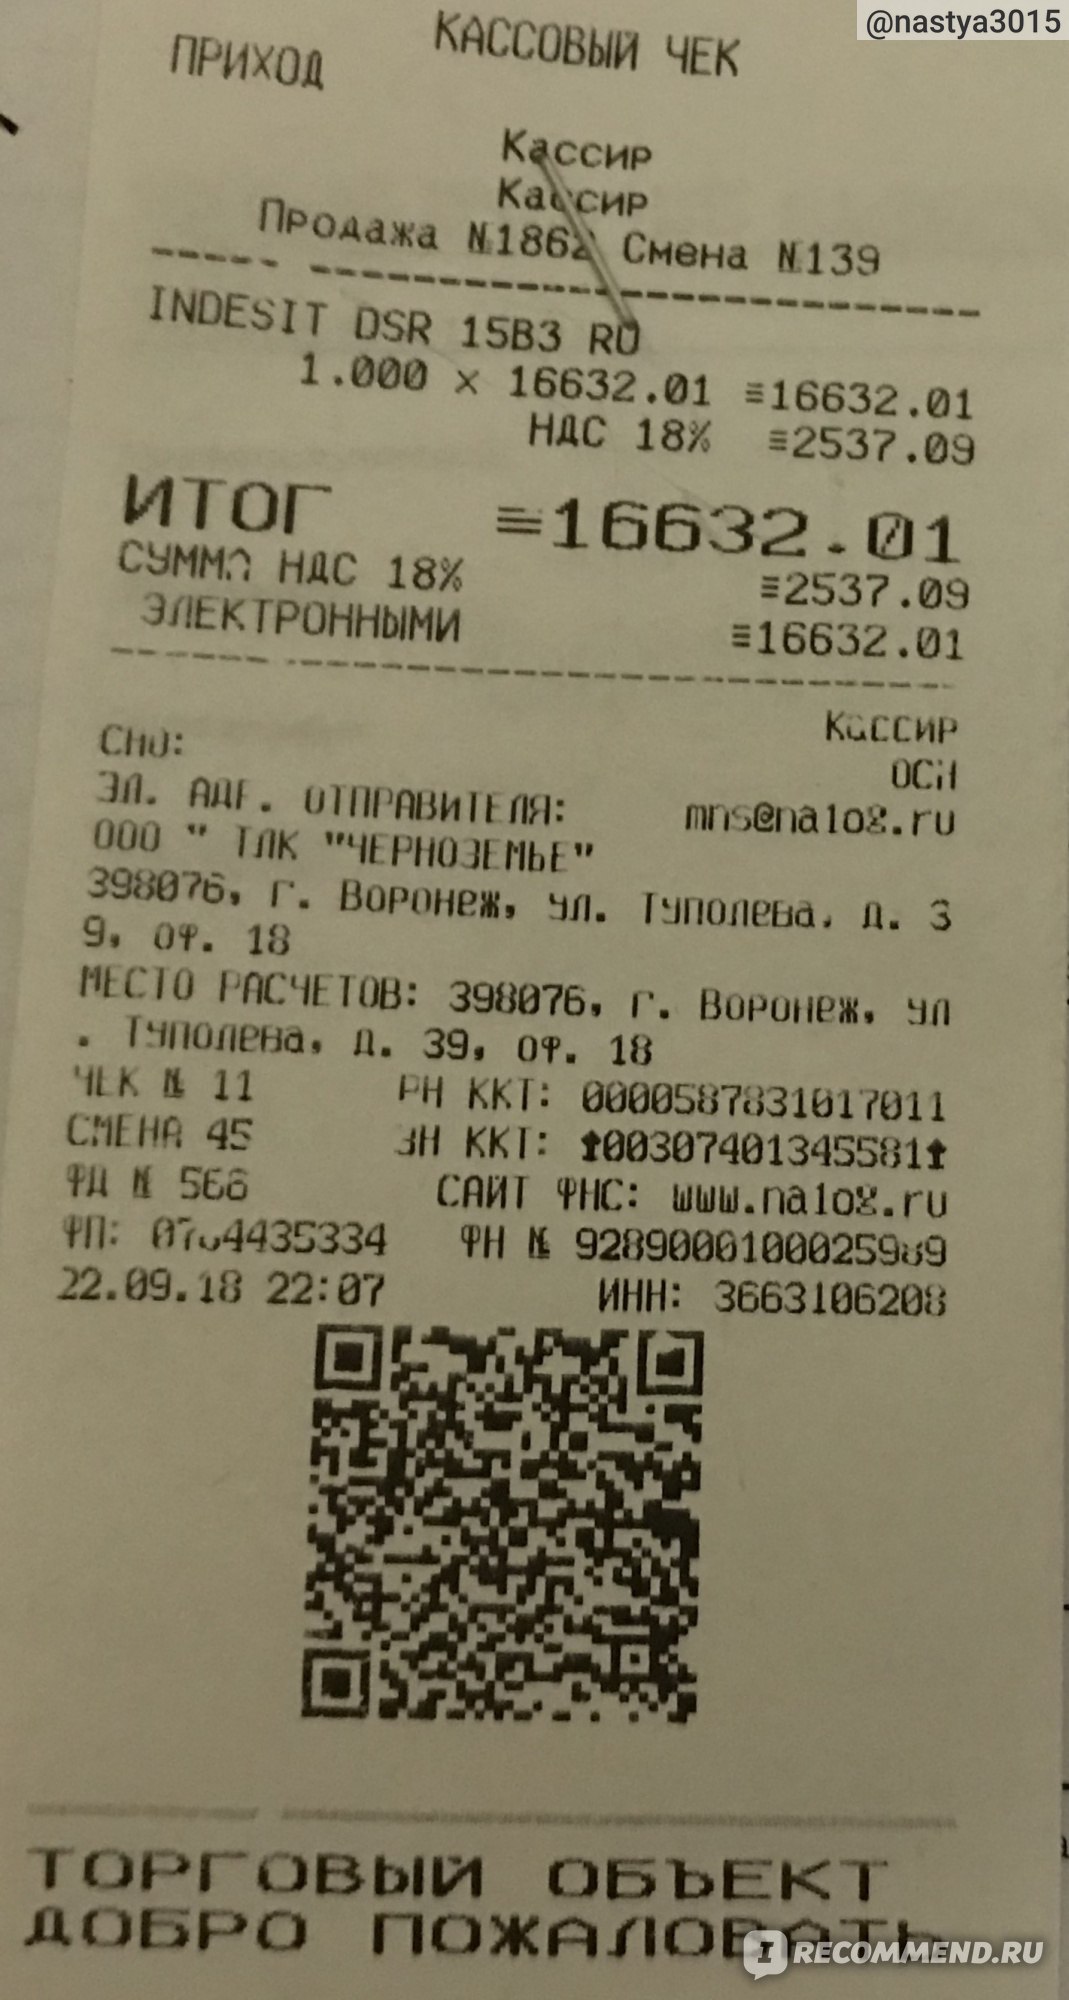 @nastya3015
КАССОВЫЙ ЧЕК
ПРИХОД
Кассир
Кассир
Продажа №1862 Смена №139
INDESIT DSR 15B3 RU
1.000 × 16632.01 ≡16632.01
НДС 18% ≡2537.09
ИТОГ ≡16632.01
СУММА НДС 18% ≡2537.09
ЭЛЕКТРОННЫМИ ≡16632.01
Кассир
СНО: ОСН
ЭЛ. АДР. ОТПРАВИТЕЛЯ: mns@nalog.ru
ООО " ТЛК "ЧЕРНОЗЕМЬЕ"
398076, г. Воронеж, ул. Туполева, д. 3
9, оф. 18
МЕСТО РАСЧЕТОВ: 398076, г. Воронеж, ул
. Туполева, д. 39, оф. 18
ЧЕК № 11 РН ККТ: 0000587831017011
СМЕНА 45 ЗН ККТ: 00307401345581
ФД № 566 САЙТ ФНС: www.nalog.ru
ФП: ФН № 9289000100025989
22.09.18 22:07 ИНН: 3663106208
ТОРГОВЫЙ ОБЪЕКТ
ДОБРО ПОЖАЛОВАТЬ
IRECOMMEND.RU